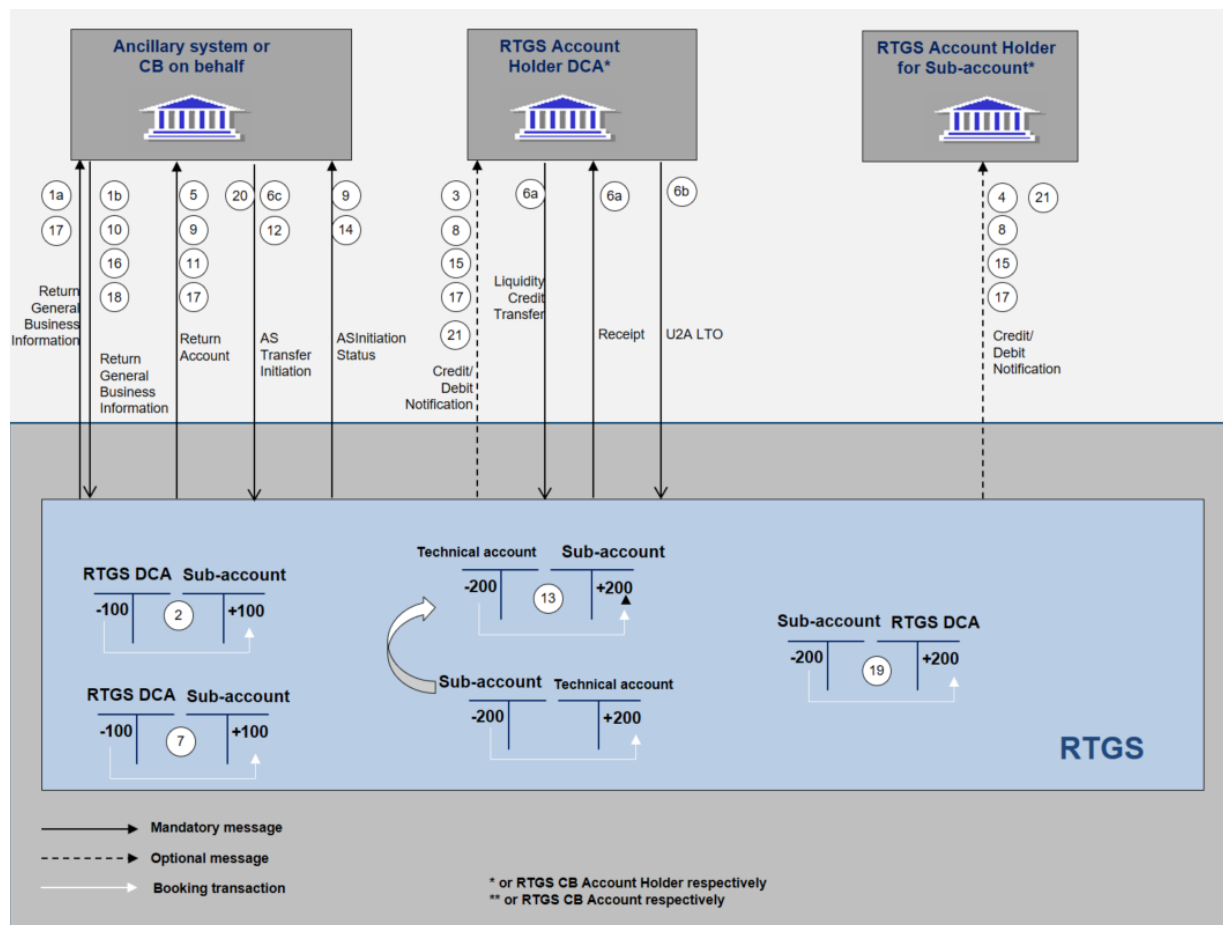 Ancillary system or
CB on behalf
RTGS Account
Holder DCA*
RTGS Account Holder
for Sub-account*
1a
17
Return
General
Business
Information
1b
10
16
18
Return
General
Business
Information
5
9
11
17
Return
Account
20
6c
12
AS
Transfer
Initiation
9
14
ASInitiation
Status
3
8
15
17
21
Credit/
Debit
Notification
6a
Liquidity
Credit
Transfer
6a
Receipt
6b
U2A LTO
4
21
8
15
17
Credit/
Debit
Notification
RTGS DCA Sub-account
-100 2 +100
RTGS DCA Sub-account
-100 7 +100
Technical account Sub-account
-200 13 +200
Sub-account Technical account
-200 +200
Sub-account RTGS DCA
-200 19 +200
RTGS
Mandatory message
Optional message
Booking transaction
* or RTGS CB Account Holder respectively
** or RTGS CB Account respectively